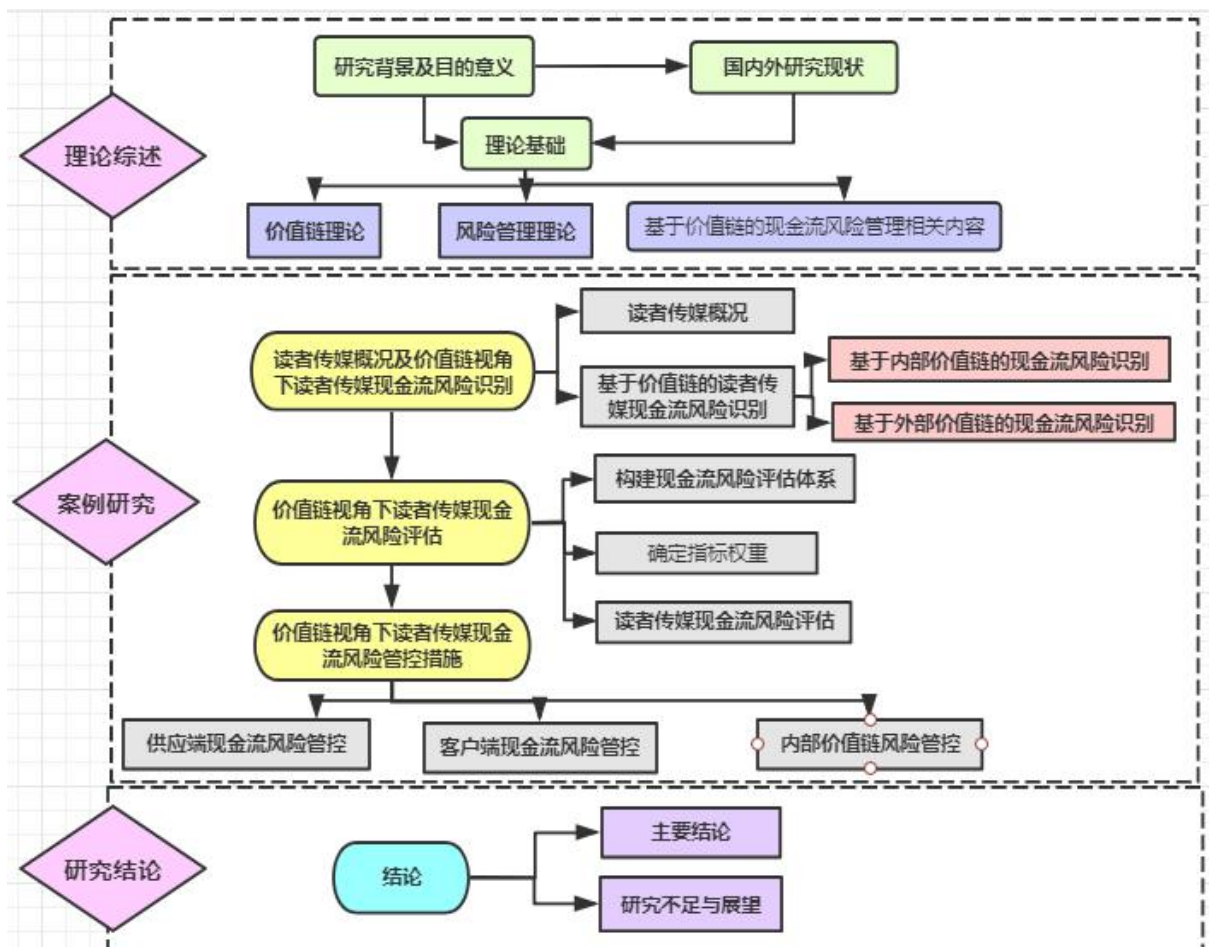 研究背景及目的意义
国内外研究现状
理论基础
理论综述
价值链理论
风险管理理论
基于价值链的现金流风险管理相关内容
读者传媒概况
读者传媒概况及价值链视角
下读者传媒现金流风险识别
基于价值链的读者传
媒现金流风险识别
基于内部价值链的现金流风险识别
基于外部价值链的现金流风险识别
案例研究
价值链视角下读者传媒现金
流风险评估
构建现金流风险评估体系
确定指标权重
读者传媒现金流风险评估
价值链视角下读者传媒现金
流风险管控措施
供应端现金流风险管控
客户端现金流风险管控
内部价值链风险管控
研究结论
结论
主要结论
研究不足与展望